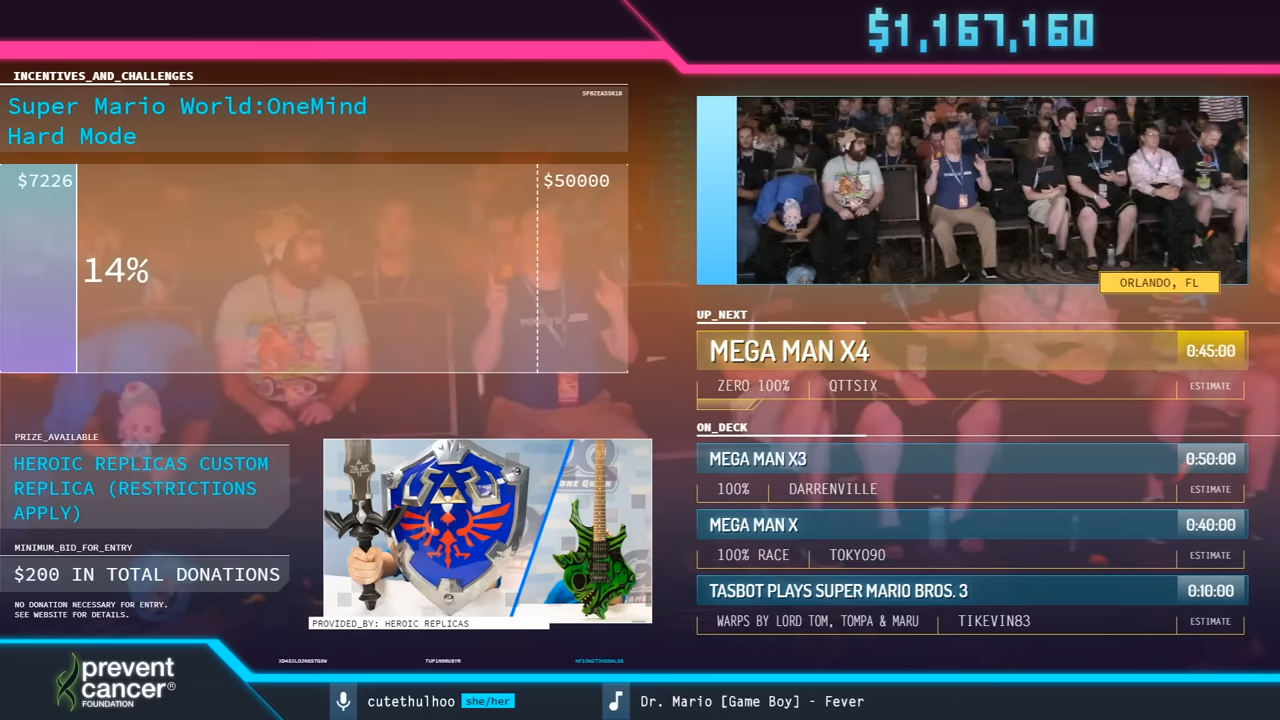 $1,167,160
INCENTIVES_AND_CHALLENGES
Super Mario World:OneMind
Hard Mode
$7226
$50000
14%
ORLANDO, FL
UP_NEXT
MEGA MAN X4
0:45:00
ZERO 100%
QTTSIX
ESTIMATE
ON_DECK
MEGA MAN X3
0:50:00
100%
DARRENVILLE
ESTIMATE
MEGA MAN X
0:40:00
100% RACE
TOKYO90
ESTIMATE
TASBOT PLAYS SUPER MARIO BROS. 3
0:10:00
WARPS BY LORD TOM, TOMPA & MARU
TIKEVIN83
ESTIMATE
PRIZE_AVAILABLE
HEROIC REPLICAS CUSTOM
REPLICA (RESTRICTIONS
APPLY)
MINIMUM_BID_FOR_ENTRY
$200 IN TOTAL DONATIONS
NO DONATION NECESSARY FOR ENTRY.
SEE WEBSITE FOR DETAILS.
PROVIDED_BY: HEROIC REPLICAS
prevent
cancer®
FOUNDATION
cutethulhoo she/her
Dr. Mario [Game Boy] - Fever